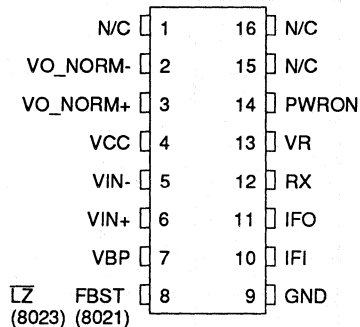 N/C 1 16 N/C
VO_NORM- 2 15 N/C
VO_NORM+ 3 14 PWRON
VCC 4 13 VR
VIN- 5 12 RX
VIN+ 6 11 IFO
VBP 7 10 IFI
LZ FBST 8 9 GND
(8023) (8021)